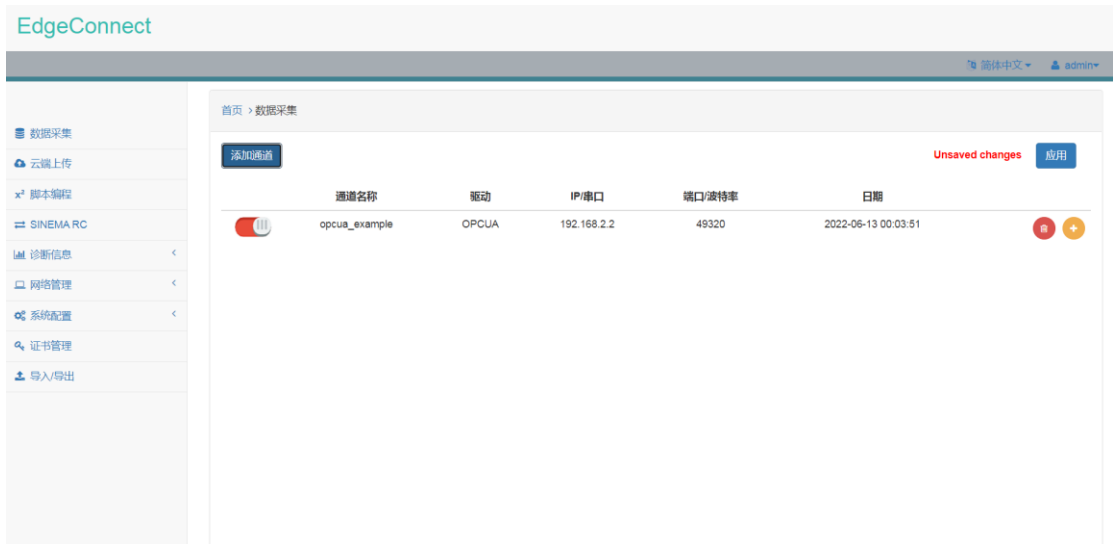 EdgeConnect
简体中文 admin
首页 ›数据采集
数据采集
云端上传
x² 脚本编程
SINEMA RC
诊断信息
网络管理
系统配置
证书管理
导入/导出
添加通道 Unsaved changes 应用
通道名称 驱动 IP/串口 端口/波特率 日期
opcua_example OPCUA 192.168.2.2 49320 2022-06-13 00:03:51